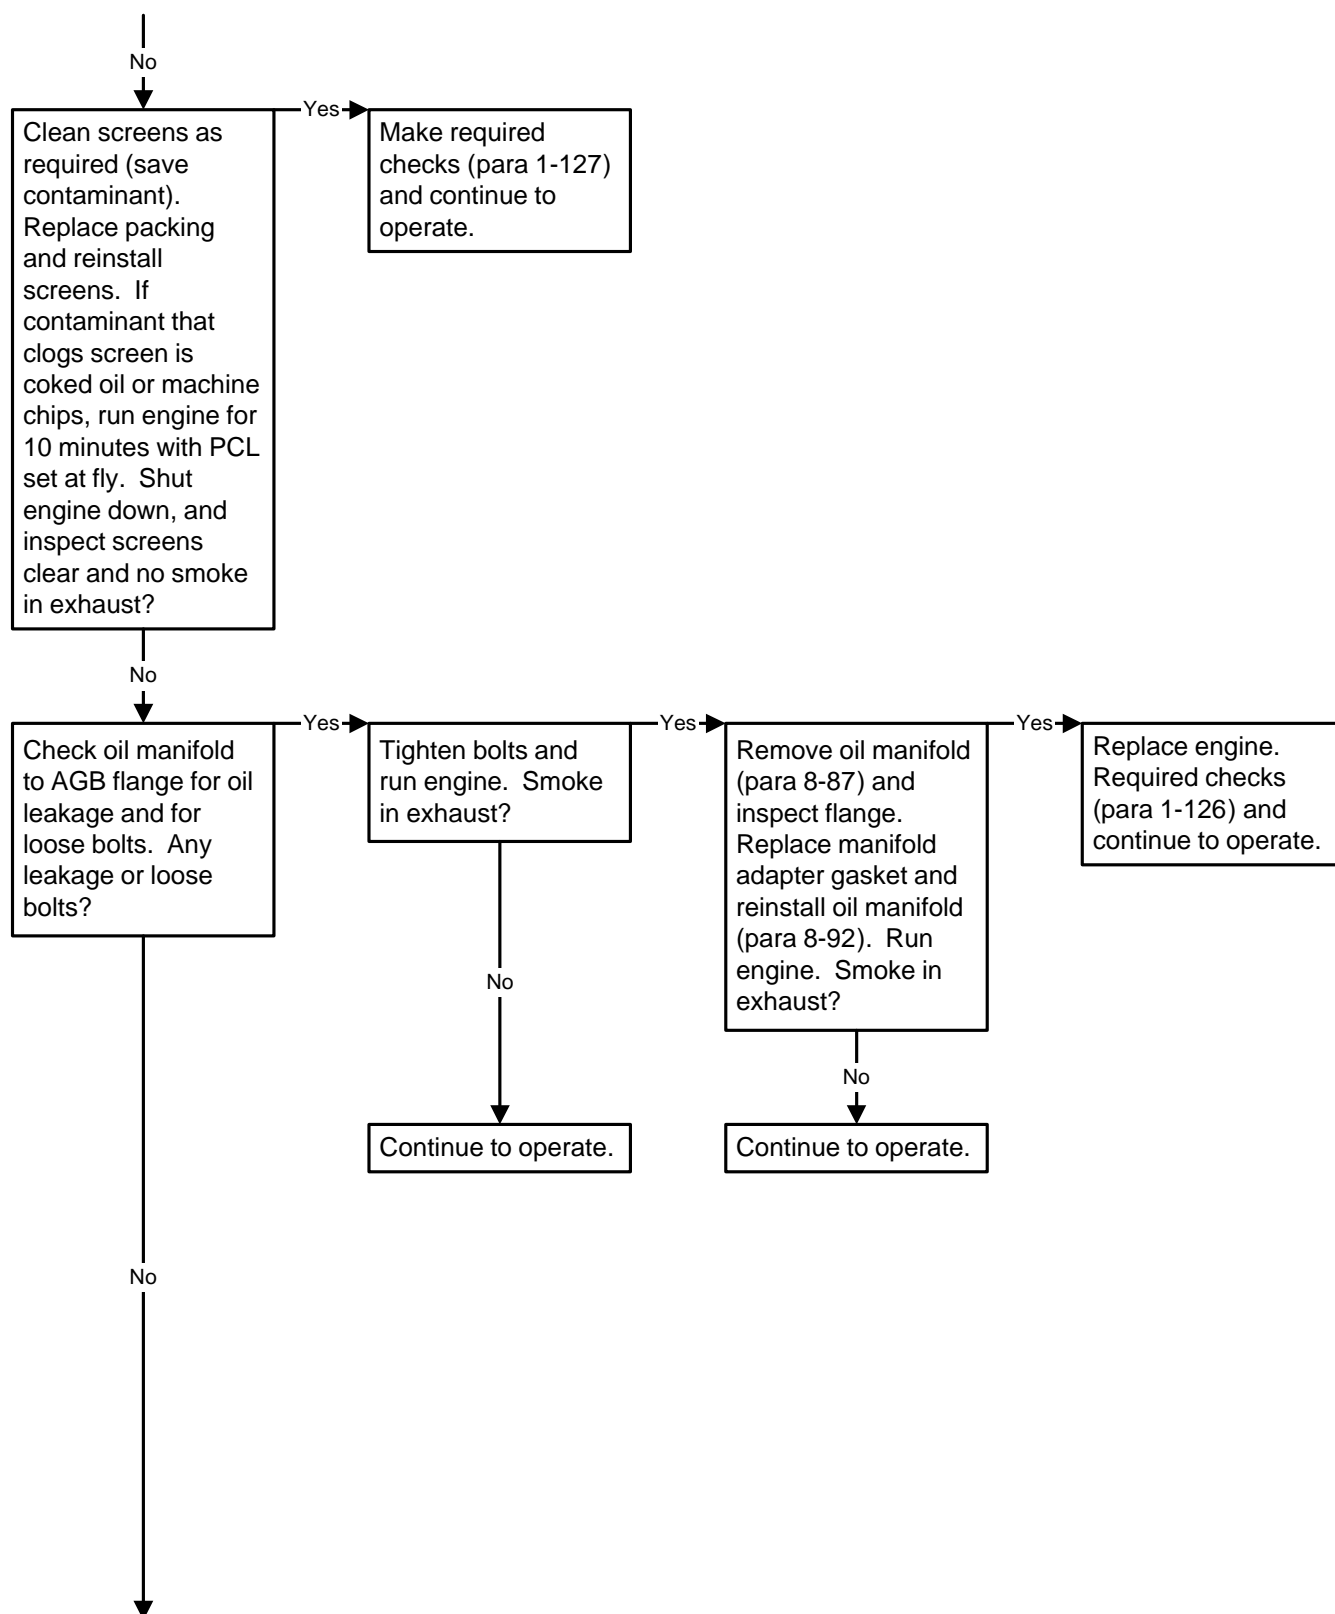 No
Clean screens as
required (save
contaminant).
Replace packing
and reinstall
screens.  If
contaminant that
clogs screen is
coked oil or machine
chips, run engine for
10 minutes with PCL
set at fly.  Shut
engine down, and
inspect screens
clear and no smoke
in exhaust?
Yes
Make required
checks (para 1-127)
and continue to
operate.
No
Check oil manifold
to AGB flange for oil
leakage and for
loose bolts.  Any
leakage or loose
bolts?
Yes
Tighten bolts and
run engine.  Smoke
in exhaust?
Yes
Remove oil manifold
(para 8-87) and
inspect flange.
Replace manifold
adapter gasket and
reinstall oil manifold
(para 8-92).  Run
engine.  Smoke in
exhaust?
Yes
Replace engine.
Required checks
(para 1-126) and
continue to operate.
No
No
Continue to operate.
Continue to operate.
No